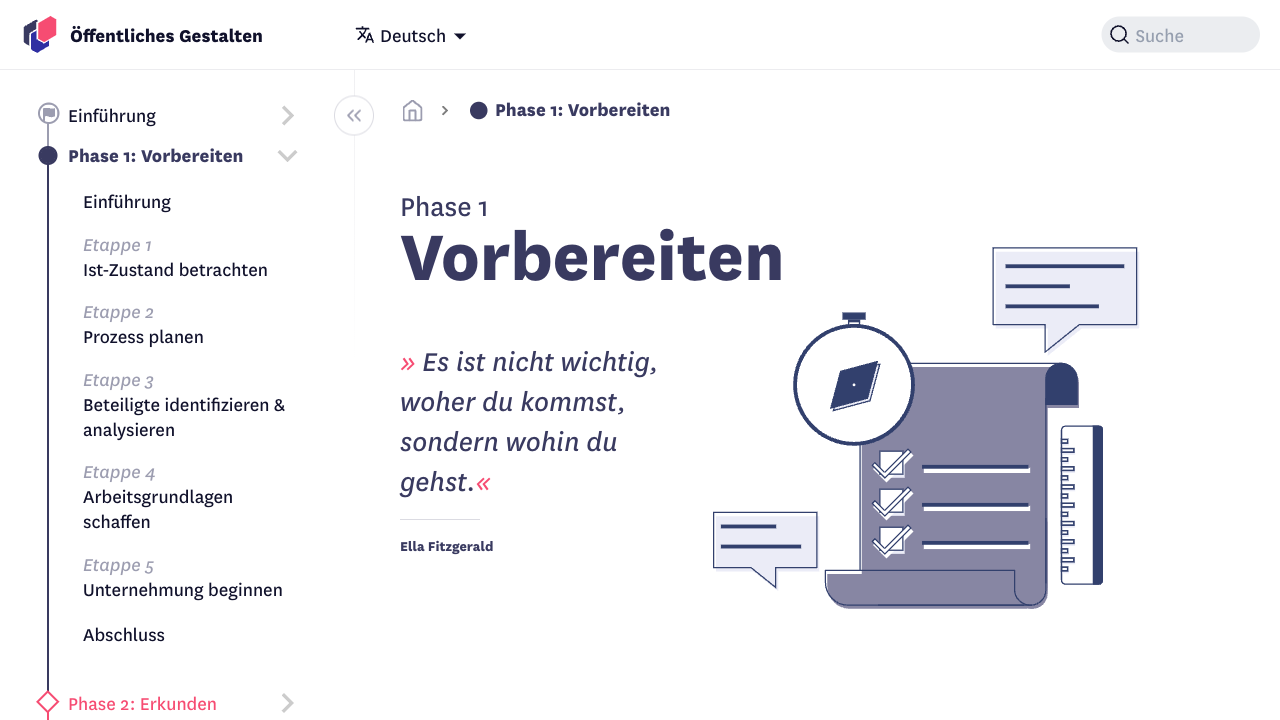 Öffentliches Gestalten
Deutsch
Suche
Einführung
Phase 1: Vorbereiten
Einführung
Etappe 1
Ist-Zustand betrachten
Etappe 2
Prozess planen
Etappe 3
Beteiligte identifizieren &
analysieren
Etappe 4
Arbeitsgrundlagen
schaffen
Etappe 5
Unternehmung beginnen
Abschluss
Phase 2: Erkunden
Phase 1: Vorbereiten
Phase 1
Vorbereiten
» Es ist nicht wichtig,
woher du kommst,
sondern wohin du
gehst.«
Ella Fitzgerald